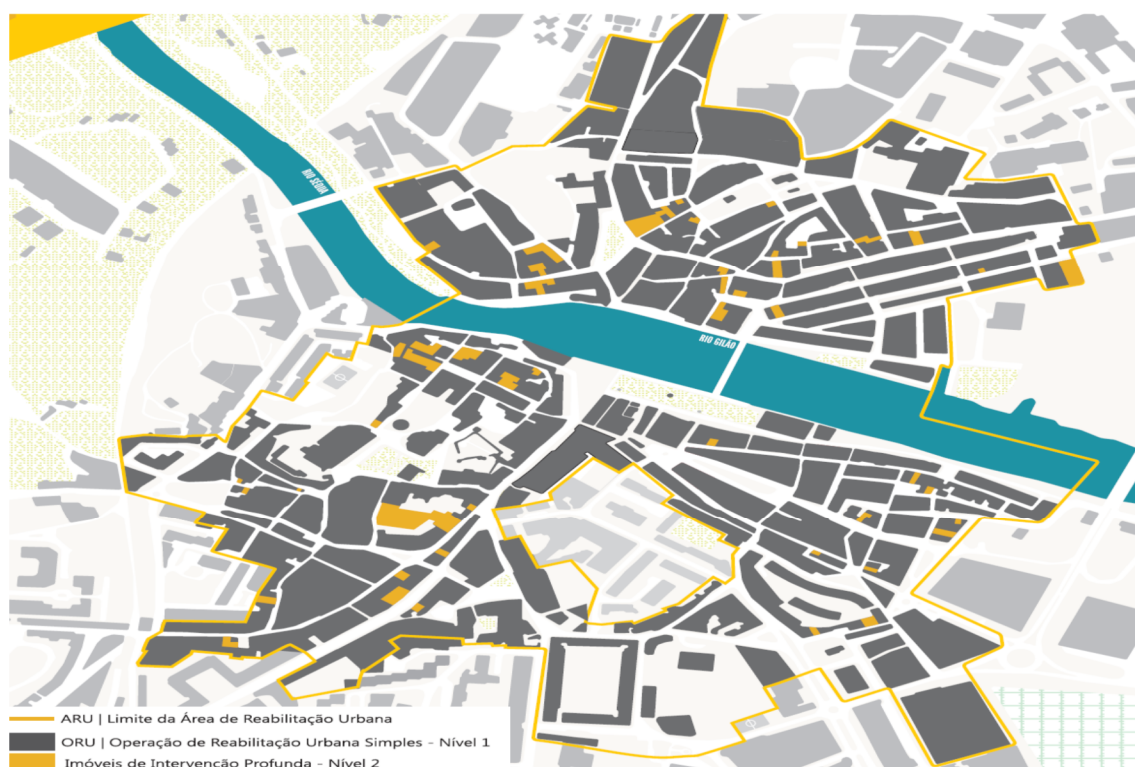 RIO SÉQUA
RIO GILÃO
ARU | Limite da Área de Reabilitação Urbana
ORU | Operação de Reabilitação Urbana Simples - Nível 1
Imóveis de Intervenção Profunda - Nível 2